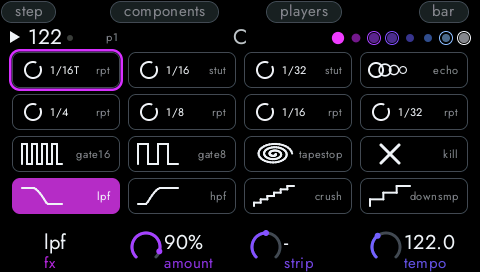 step components players bar
122 p1 C
1/16T rpt 1/16 stut 1/32 stut echo
1/4 rpt 1/8 rpt 1/16 rpt 1/32 rpt
gate16 gate8 tapestop kill
lpf hpf crush downsmp
lpf 90% - 122.0
fx amount strip tempo